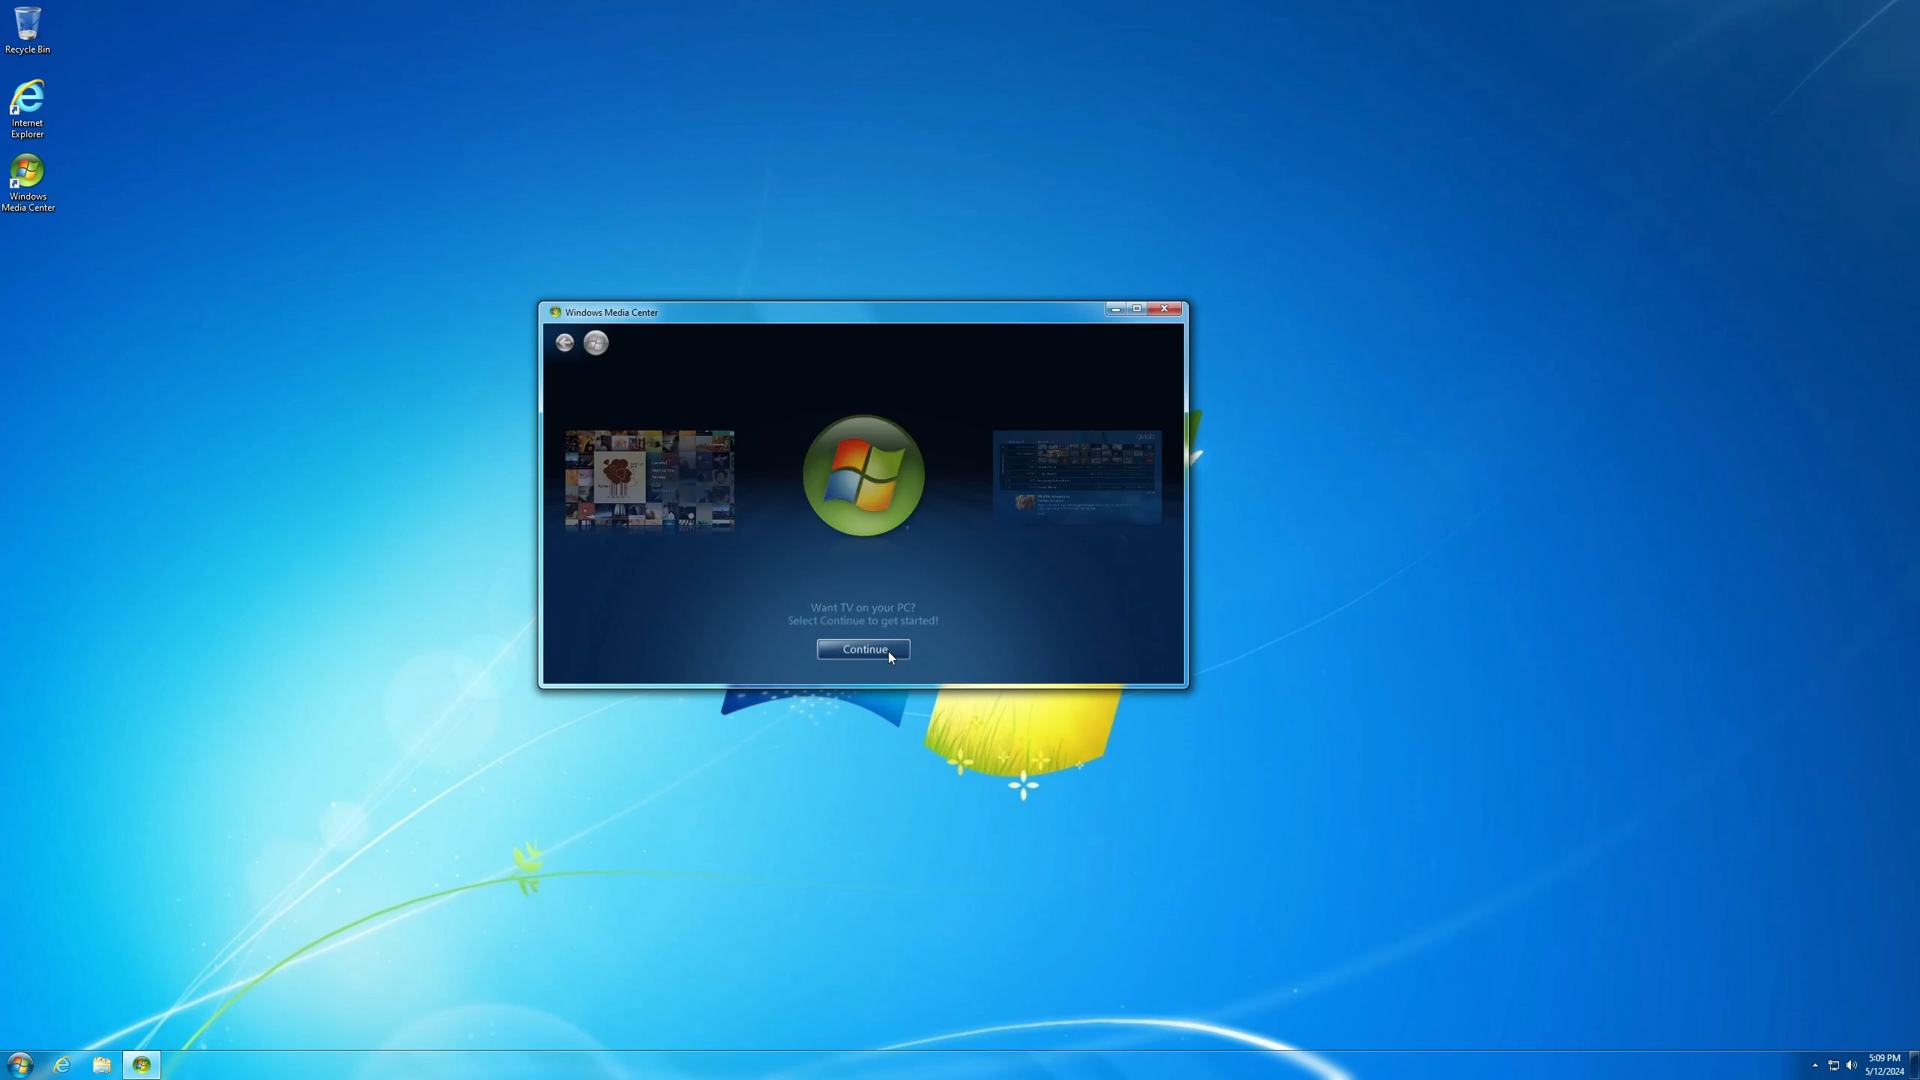 Recycle Bin
Internet
Explorer
Windows
Media Center
Windows Media Center
Want TV on your PC?
Select Continue to get started!
Continue
5:09 PM
5/12/2024